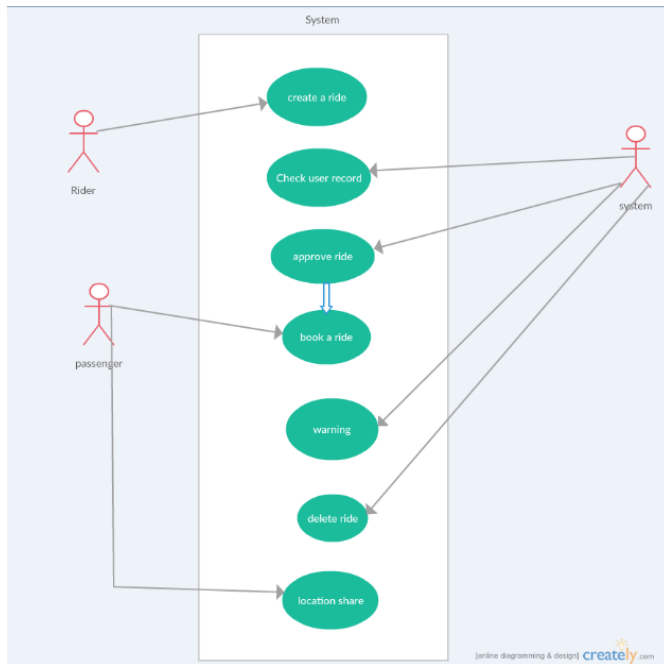 System
create a ride
Rider
Check user record
system
approve ride
book a ride
passenger
warning
delete ride
location share
[online diagramming & design] creately.com